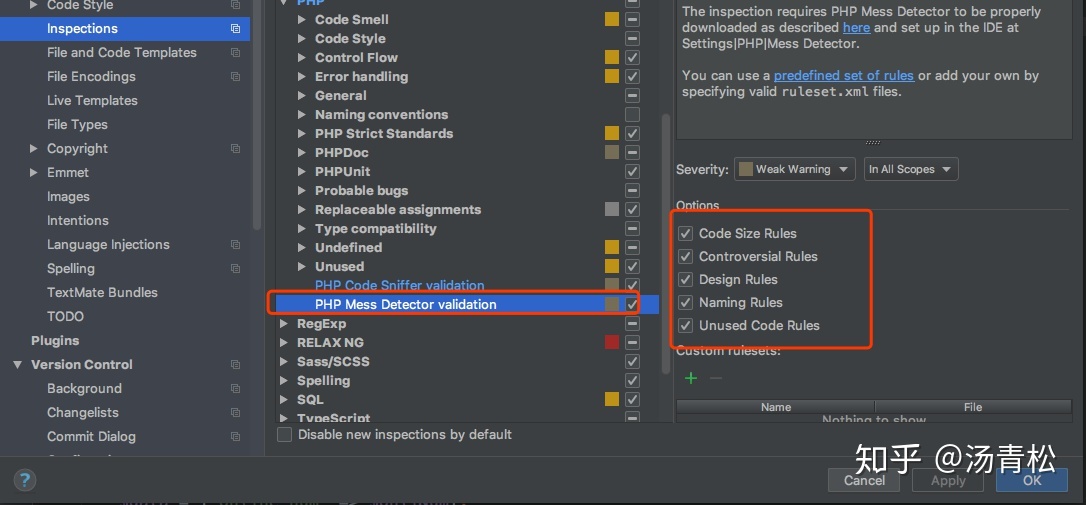 Code Style
Inspections
File and Code Templates
File Encodings
Live Templates
File Types
Copyright
Emmet
Images
Intentions
Language Injections
Spelling
TextMate Bundles
TODO
Plugins
Version Control
Background
Changelists
Commit Dialog
PHP
Code Smell
Code Style
Control Flow
Error handling
General
Naming conventions
PHP Strict Standards
PHPDoc
PHPUnit
Probable bugs
Replaceable assignments
Type compatibility
Undefined
Unused
PHP Code Sniffer validation
PHP Mess Detector validation
RegExp
RELAX NG
Sass/SCSS
Spelling
SQL
TypeScript
Disable new inspections by default
The inspection requires PHP Mess Detector to be properly
downloaded as described here and set up in the IDE at
Settings|PHP|Mess Detector.
You can use a predefined set of rules or add your own by
specifying valid ruleset.xml files.
Severity: Weak Warning In All Scopes
Options
Code Size Rules
Controversial Rules
Design Rules
Naming Rules
Unused Code Rules
Custom rulesets:
Name File
Nothing to show
知乎 @汤青松
? Cancel Apply OK